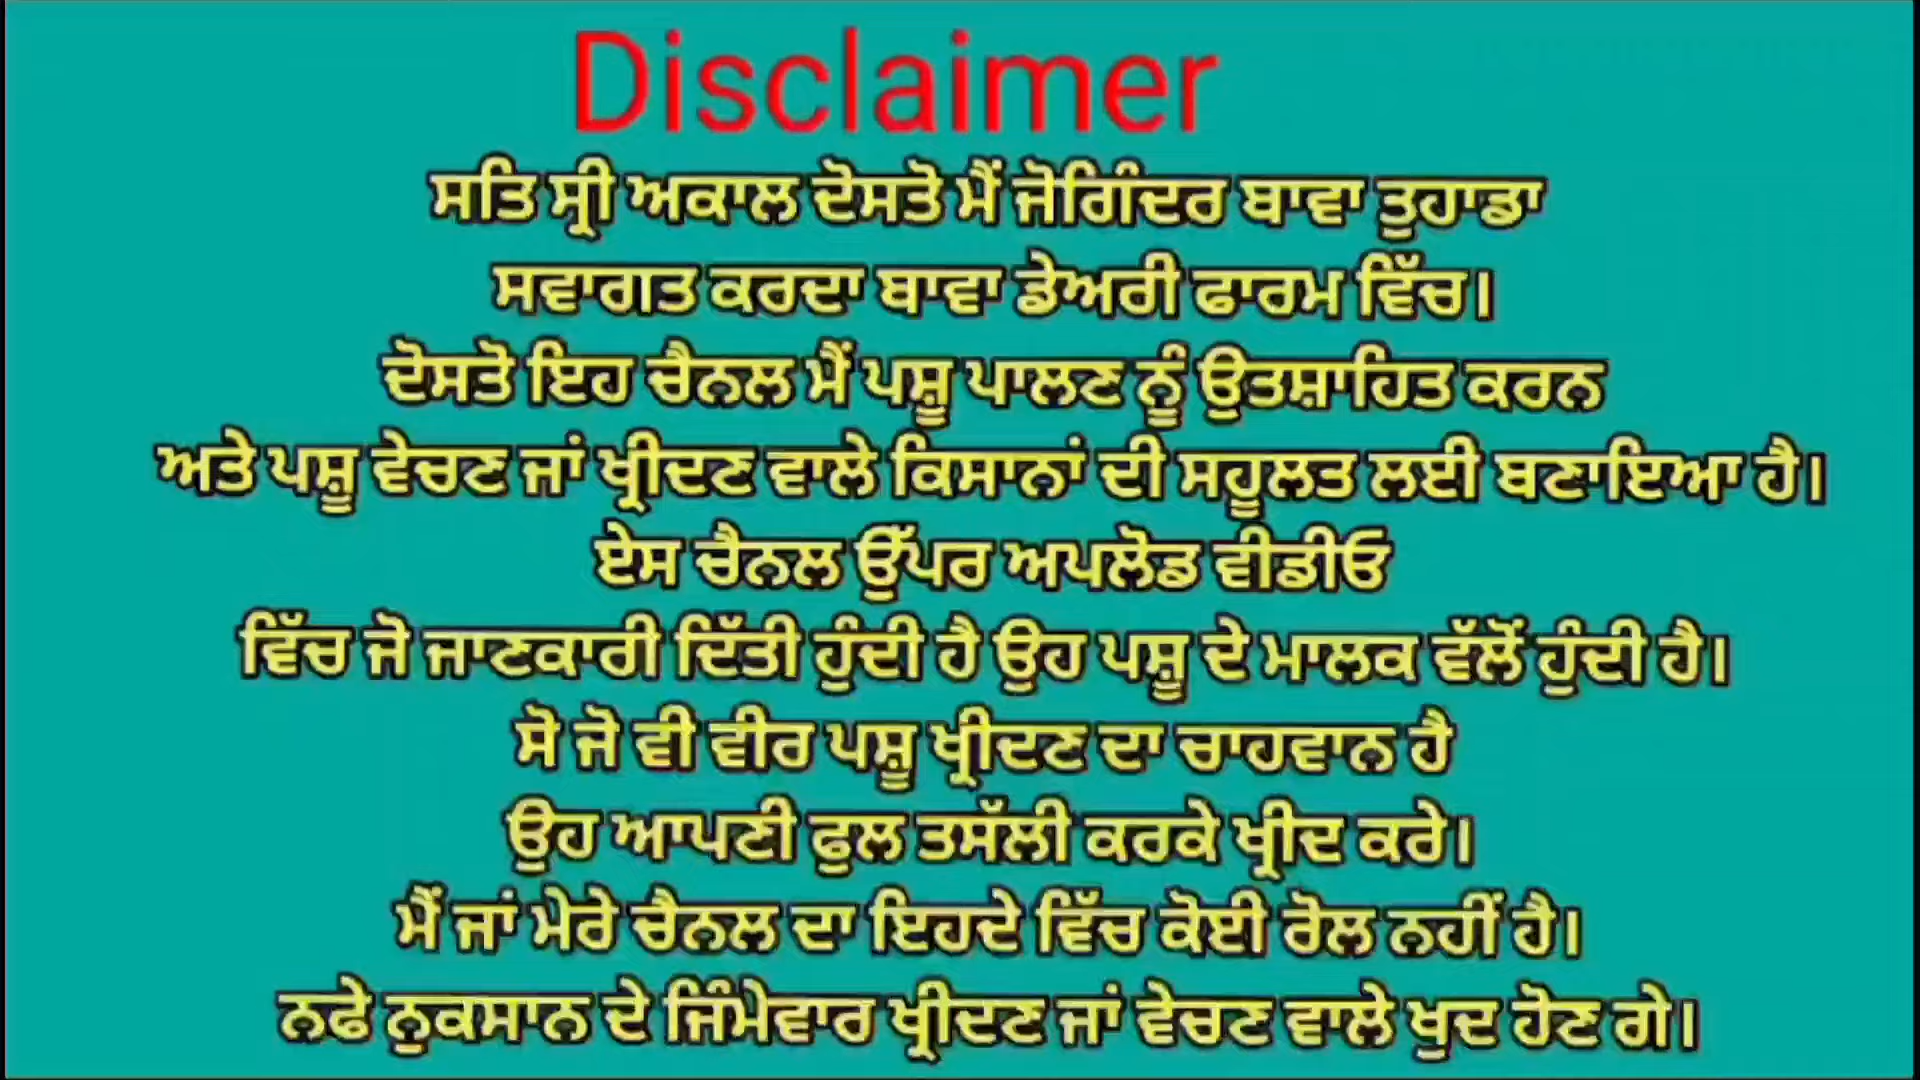 Disclaimer
ਸਤਿ ਸ੍ਰੀ ਅਕਾਲ ਦੋਸਤੋ ਮੈਂ ਜੋਗਿੰਦਰ ਬਾਵਾ ਤੁਹਾਡਾ
ਸਵਾਗਤ ਕਰਦਾ ਬਾਵਾ ਡੇਅਰੀ ਫਾਰਮ ਵਿੱਚ।
ਦੋਸਤੋ ਇਹ ਚੈਨਲ ਮੈਂ ਪਸ਼ੂ ਪਾਲਣ ਨੂੰ ਉਤਸ਼ਾਹਿਤ ਕਰਨ
ਅਤੇ ਪਸ਼ੂ ਵੇਚਣ ਜਾਂ ਖ੍ਰੀਦਣ ਵਾਲੇ ਕਿਸਾਨਾਂ ਦੀ ਸਹੂਲਤ ਲਈ ਬਣਾਇਆ ਹੈ।
ਏਸ ਚੈਨਲ ਉੱਪਰ ਅਪਲੋਡ ਵੀਡੀਓ
ਵਿੱਚ ਜੋ ਜਾਣਕਾਰੀ ਦਿੱਤੀ ਹੁੰਦੀ ਹੈ ਉਹ ਪਸ਼ੂ ਦੇ ਮਾਲਕ ਵੱਲੋਂ ਹੁੰਦੀ ਹੈ।
ਸੋ ਜੋ ਵੀ ਵੀਰ ਪਸ਼ੂ ਖ੍ਰੀਦਣ ਦਾ ਚਾਹਵਾਨ ਹੈ
ਉਹ ਆਪਣੀ ਫੁਲ ਤਸੱਲੀ ਕਰਕੇ ਖ੍ਰੀਦ ਕਰੇ।
ਮੈਂ ਜਾਂ ਮੇਰੇ ਚੈਨਲ ਦਾ ਇਹਦੇ ਵਿੱਚ ਕੋਈ ਰੋਲ ਨਹੀਂ ਹੈ।
ਨਫੇ ਨੁਕਸਾਨ ਦੇ ਜਿੰਮੇਵਾਰ ਖ੍ਰੀਦਣ ਜਾਂ ਵੇਚਣ ਵਾਲੇ ਖੁਦ ਹੋਣ ਗੇ।